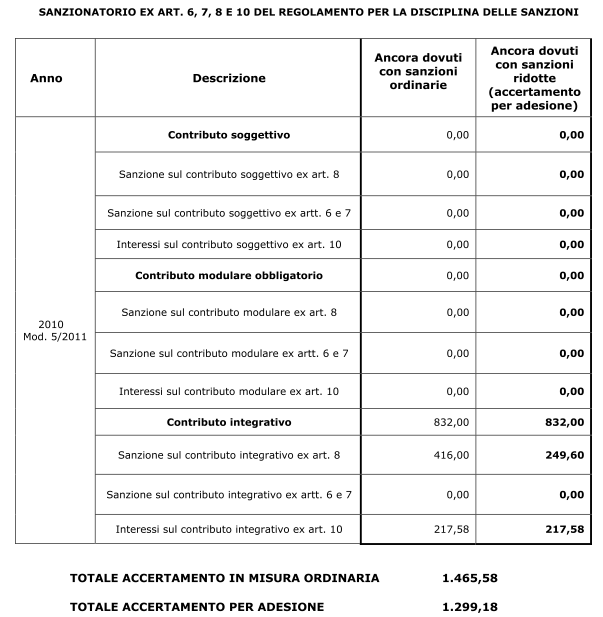 SANZIONATORIO EX ART. 6, 7, 8 E 10 DEL REGOLAMENTO PER LA DISCIPLINA DELLE SANZIONI
Anno Descrizione Ancora dovuti con sanzioni ordinarie Ancora dovuti con sanzioni ridotte (accertamento per adesione)
2010 Mod. 5/2011
Contributo soggettivo 0,00 0,00
Sanzione sul contributo soggettivo ex art. 8 0,00 0,00
Sanzione sul contributo soggettivo ex artt. 6 e 7 0,00 0,00
Interessi sul contributo soggettivo ex art. 10 0,00 0,00
Contributo modulare obbligatorio 0,00 0,00
Sanzione sul contributo modulare ex art. 8 0,00 0,00
Sanzione sul contributo modulare ex artt. 6 e 7 0,00 0,00
Interessi sul contributo modulare ex art. 10 0,00 0,00
Contributo integrativo 832,00 832,00
Sanzione sul contributo integrativo ex art. 8 416,00 249,60
Sanzione sul contributo integrativo ex artt. 6 e 7 0,00 0,00
Interessi sul contributo integrativo ex art. 10 217,58 217,58
TOTALE ACCERTAMENTO IN MISURA ORDINARIA 1.465,58
TOTALE ACCERTAMENTO PER ADESIONE 1.299,18